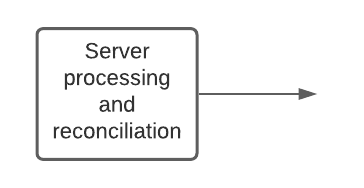 Server
processing
and
reconciliation